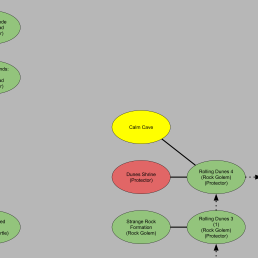 Calm Cave
Dunes Shrine
(Protector)
Rolling Dunes 4
(Rock Golem)
(Protector)
Strange Rock
Formation
(Rock Golem)
Rolling Dunes 3
(1)
(Rock Golem)
(Protector)